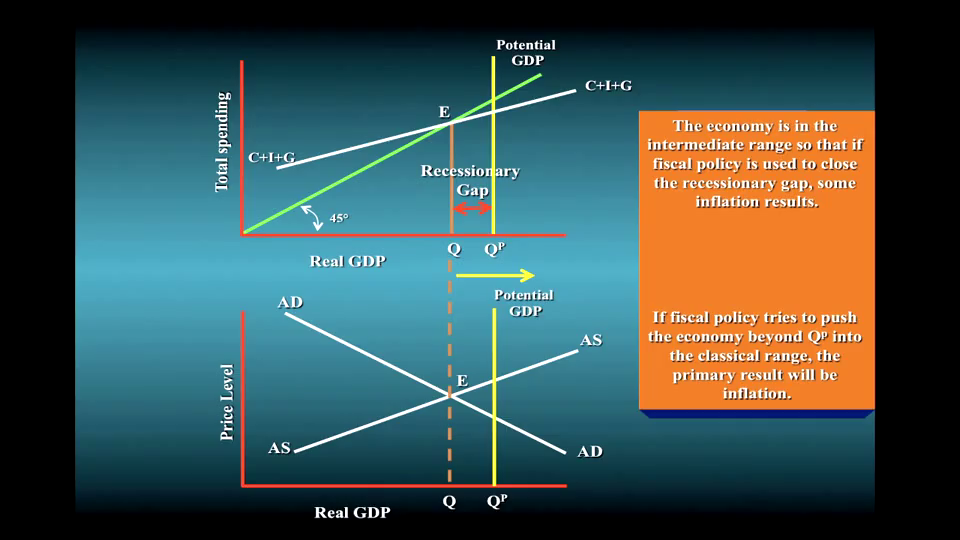 Potential
GDP
C+I+G
E
Total spending
C+I+G
Recessionary
Gap
45°
Q
Qᴾ
Real GDP
The economy is in the
intermediate range so that if
fiscal policy is used to close
the recessionary gap, some
inflation results.
If fiscal policy tries to push
the economy beyond Qᵖ into
the classical range, the
primary result will be
inflation.
Potential
GDP
AD
AS
E
Price Level
AS
AD
Q
Qᴾ
Real GDP